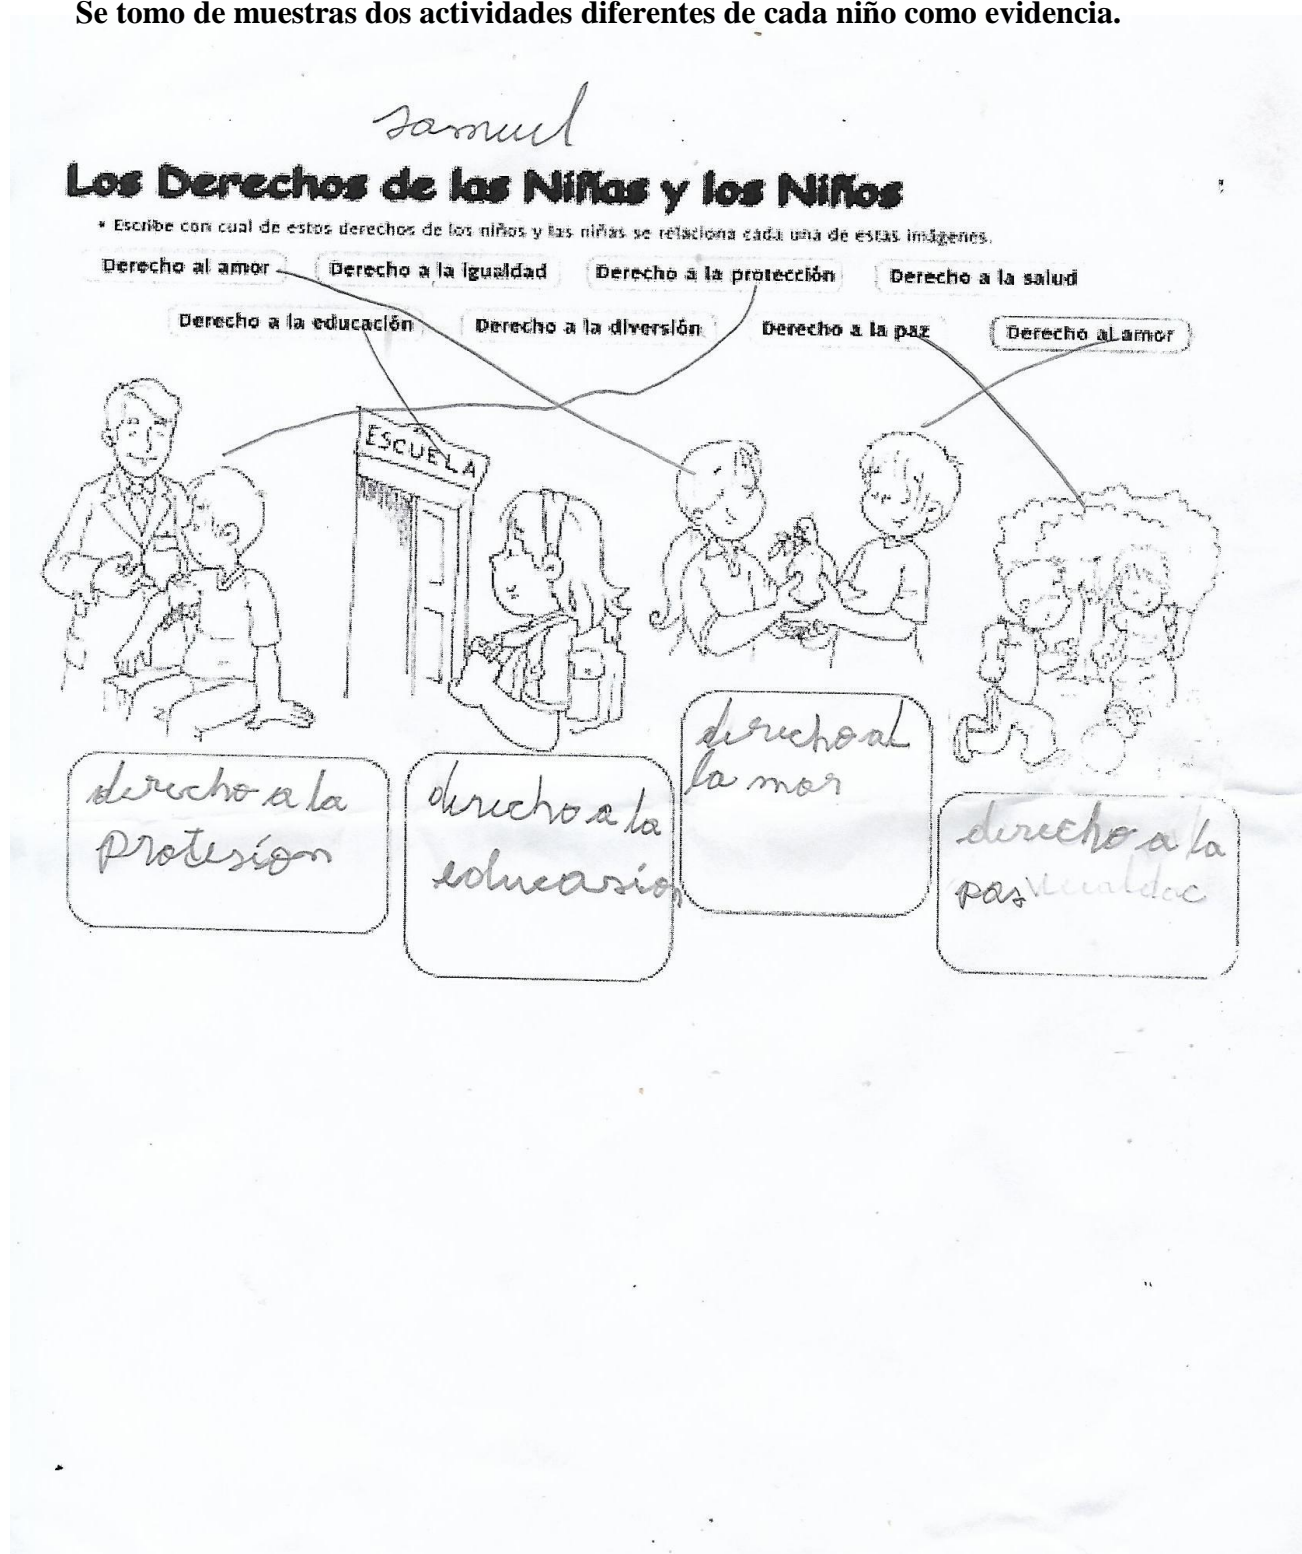 Se tomo de muestras dos actividades diferentes de cada niño como evidencia.
samuel
Los Derechos de las Niñas y los Niños
* Escribe con cual de estos derechos de los niños y las niñas se relaciona cada una de estas imágenes.
Derecho al amor Derecho a la igualdad Derecho a la protección Derecho a la salud
Derecho a la educación Derecho a la diversión Derecho a la paz Derecho al amor
ESCUELA
derecho a la
protesion
derecho a la
educasion
derecho al
la mor
derecho a la
pas